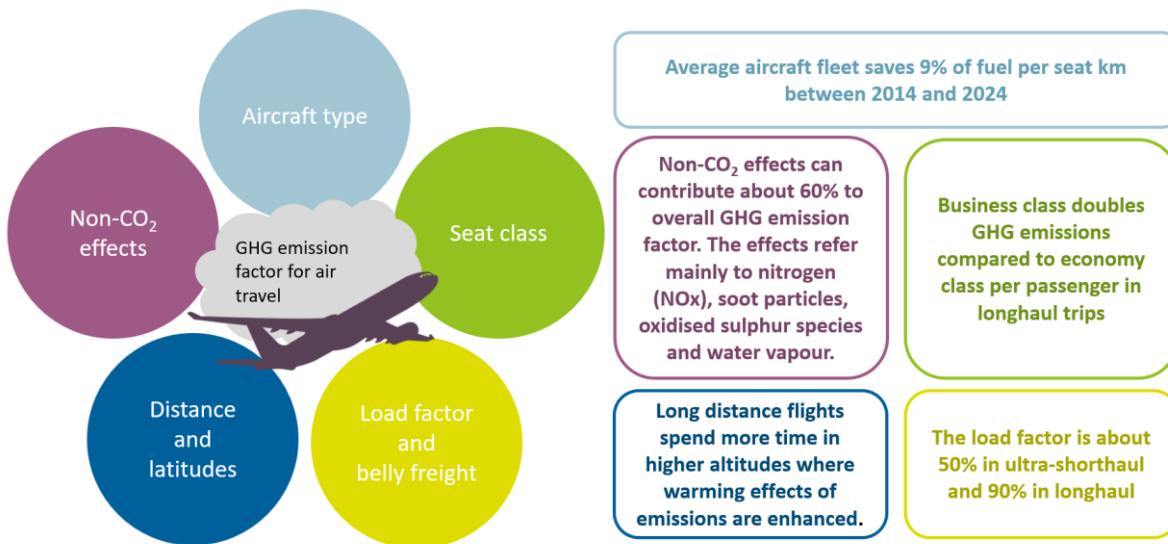 Aircraft type
Non-CO₂
effects
GHG emission
factor for air
travel
Seat class
Distance
and
latitudes
Load factor
and
belly freight
Average aircraft fleet saves 9% of fuel per seat km
between 2014 and 2024
Non-CO₂ effects can
contribute about 60% to
overall GHG emission
factor. The effects refer
mainly to nitrogen
(NOx), soot particles,
oxidised sulphur species
and water vapour.
Business class doubles
GHG emissions
compared to economy
class per passenger in
longhaul trips
Long distance flights
spend more time in
higher altitudes where
warming effects of
emissions are enhanced.
The load factor is about
50% in ultra-shorthaul
and 90% in longhaul